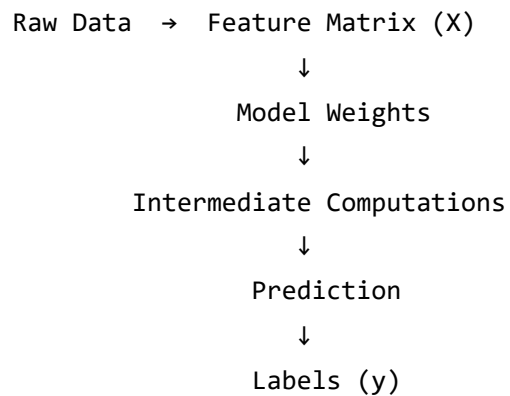 Raw Data → Feature Matrix (X)
↓
Model Weights
↓
Intermediate Computations
↓
Prediction
↓
Labels (y)